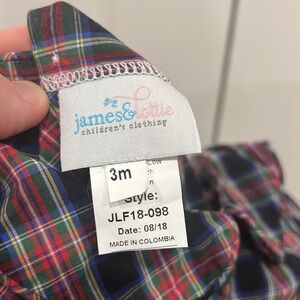 james&lottie
children's clothing
3m
Style:
JLF18-098
Date: 08/18
MADE IN COLOMBIA